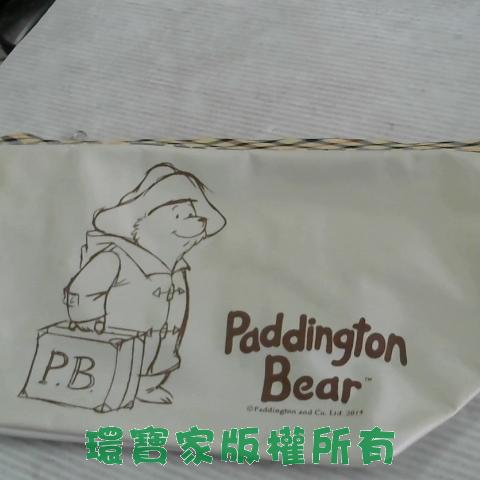 P.B.
Paddington
Bear™
©Paddington and Co. Ltd. 2014
環寶家版權所有